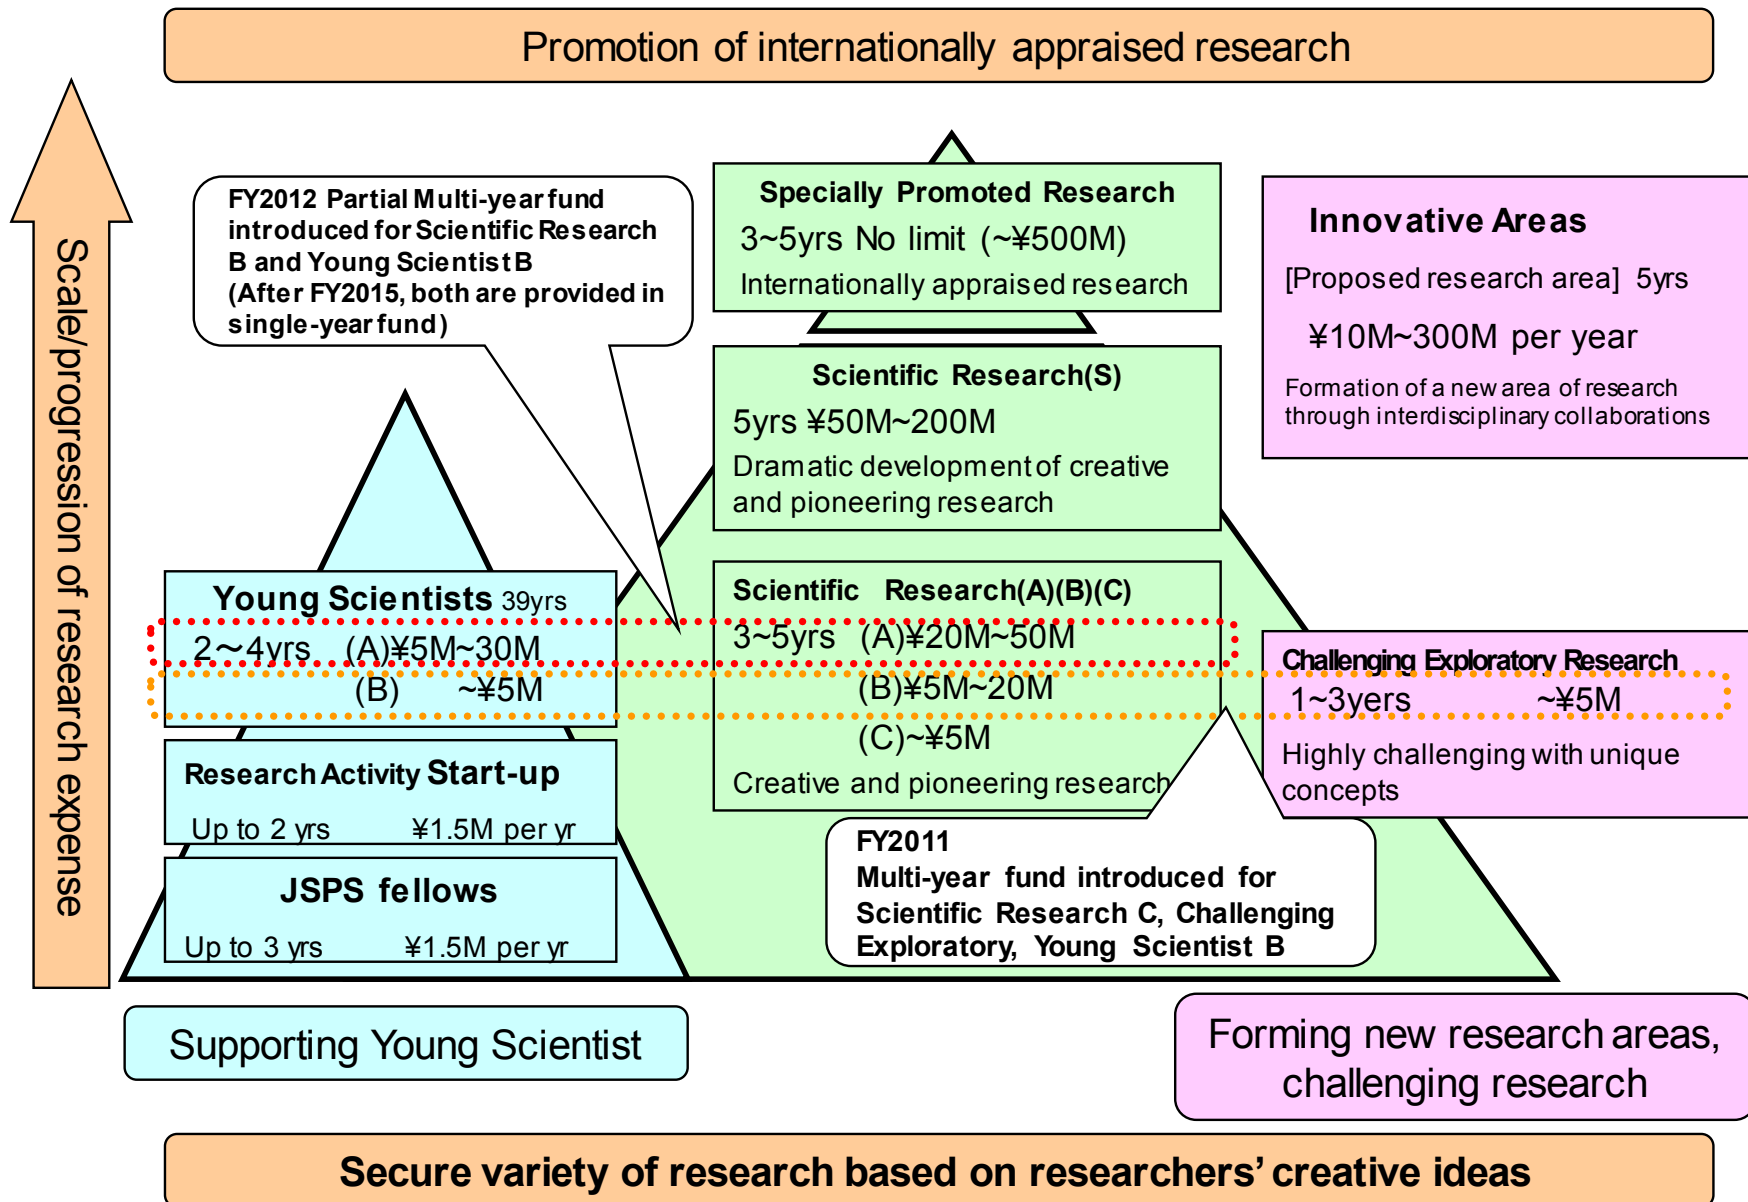 Promotion of internationally appraised research
Scale/progression of research expense
FY2012 Partial Multi-year fund
introduced for Scientific Research
B and Young Scientist B
(After FY2015, both are provided in
single-year fund)
Specially Promoted Research
3~5yrs No limit (~¥500M)
Internationally appraised research
Innovative Areas
[Proposed research area] 5yrs
¥10M~300M per year
Formation of a new area of research
through interdisciplinary collaborations
Scientific Research(S)
5yrs ¥50M~200M
Dramatic development of creative
and pioneering research
Young Scientists 39yrs
2～4yrs (A)¥5M~30M
(B) ~¥5M
Scientific Research(A)(B)(C)
3~5yrs (A)¥20M~50M
(B)¥5M~20M
(C)~¥5M
Creative and pioneering research
Challenging Exploratory Research
1~3yers ~¥5M
Highly challenging with unique
concepts
Research Activity Start-up
Up to 2 yrs ¥1.5M per yr
JSPS fellows
Up to 3 yrs ¥1.5M per yr
FY2011
Multi-year fund introduced for
Scientific Research C, Challenging
Exploratory, Young Scientist B
Supporting Young Scientist
Forming new research areas,
challenging research
Secure variety of research based on researchers' creative ideas